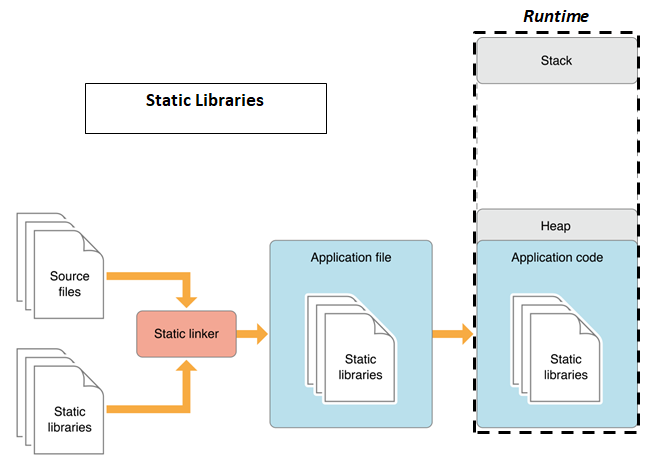 Runtime
Stack
Static Libraries
Heap
Source
files
Application file
Application code
Static linker
Static
libraries
Static
libraries
Static
libraries